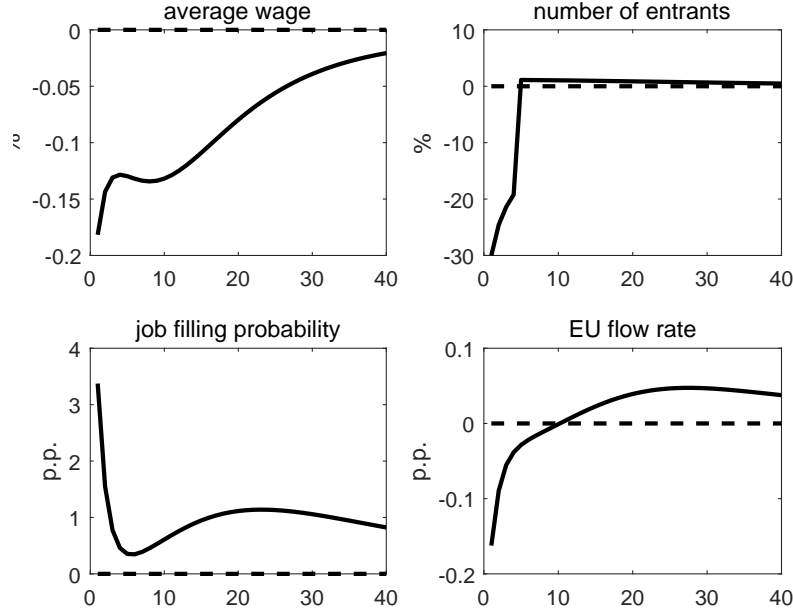 average wage
number of entrants
0
-0.05
-0.1
-0.15
-0.2
%
0 10 20 30 40
10
0
-10
-20
-30
%
0 10 20 30 40
job filling probability
EU flow rate
4
3
2
1
0
p.p.
0 10 20 30 40
0.1
0
-0.1
-0.2
p.p.
0 10 20 30 40